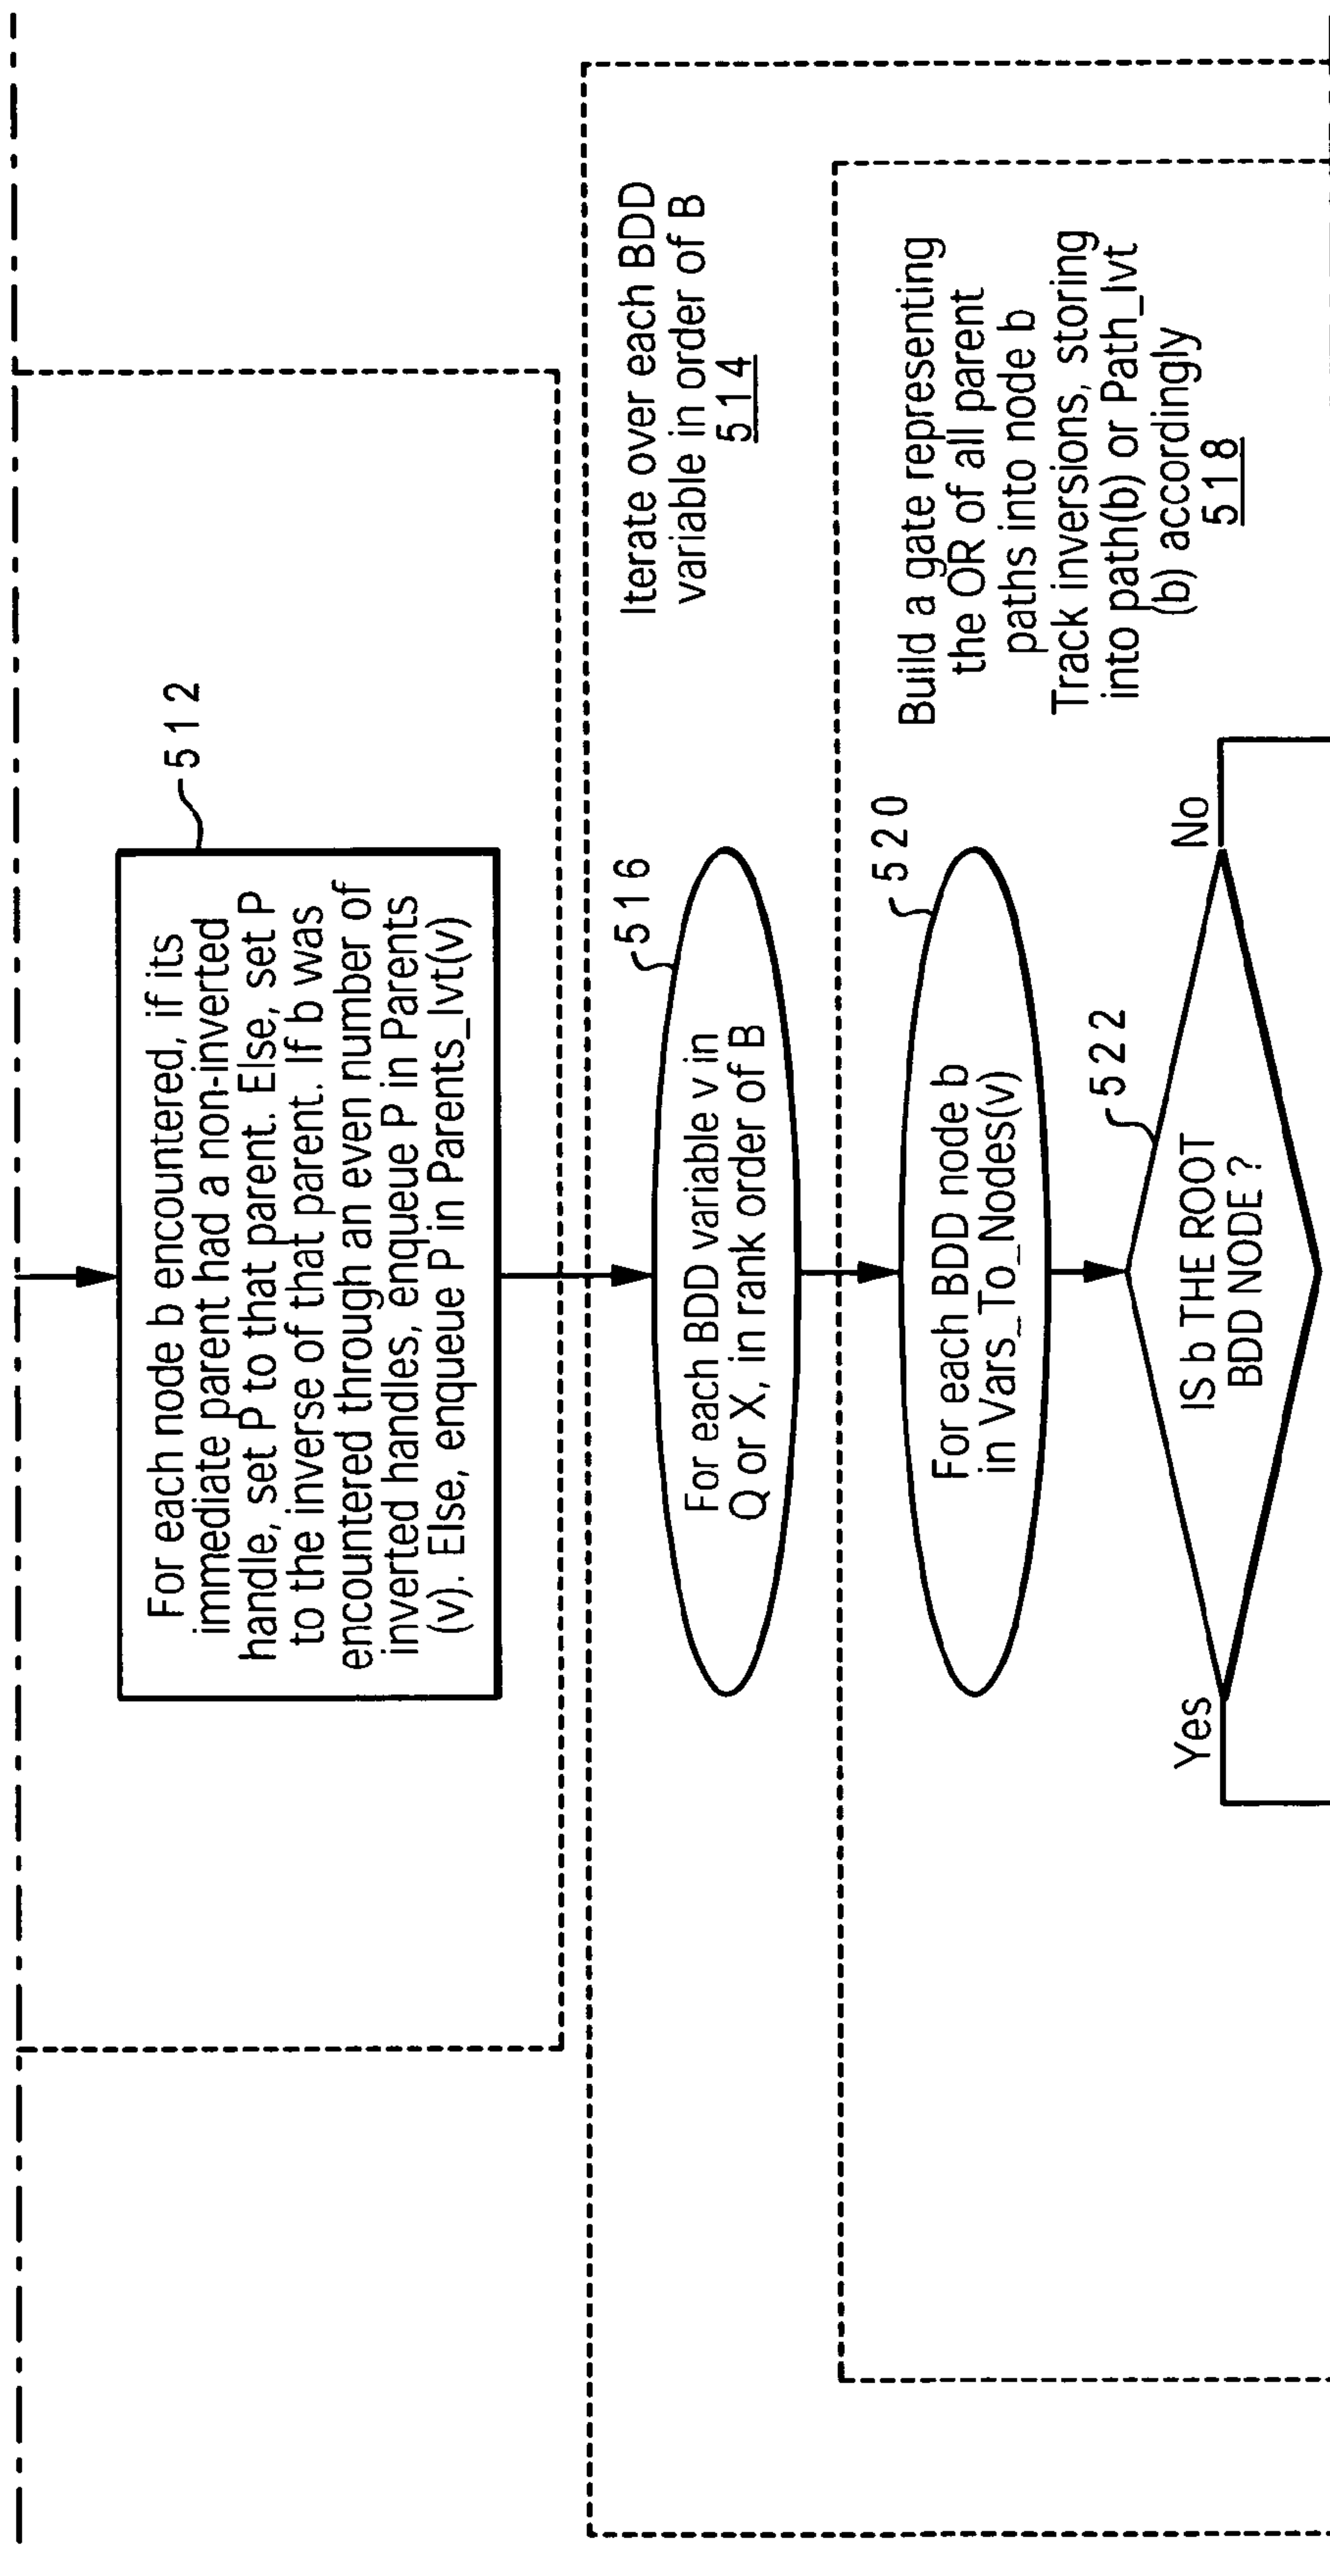 512
For each node b encountered, if its
immediate parent had a non-inverted
handle, set P to that parent. Else, set P
to the inverse of that parent. If b was
encountered through an even number of
inverted handles, enqueue P in Parents
(v). Else, enqueue P in Parents_Ivt(v)
Iterate over each BDD
variable in order of B
514
516
For each BDD variable v in
Q or X, in rank order of B
Build a gate representing
the OR of all parent
paths into node b
Track inversions, storing
into path(b) or Path_Ivt
(b) accordingly
518
520
For each BDD node b
in Vars_To_Nodes(v)
522
IS b THE ROOT
BDD NODE ?
Yes
No